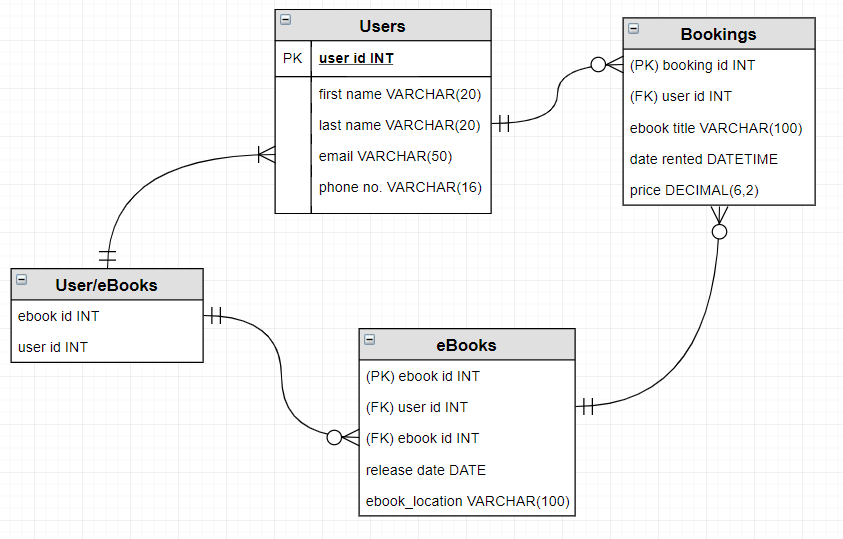 Users
PK user id INT
first name VARCHAR(20)
last name VARCHAR(20)
email VARCHAR(50)
phone no. VARCHAR(16)
Bookings
(PK) booking id INT
(FK) user id INT
ebook title VARCHAR(100)
date rented DATETIME
price DECIMAL(6,2)
User/eBooks
ebook id INT
user id INT
eBooks
(PK) ebook id INT
(FK) user id INT
(FK) ebook id INT
release date DATE
ebook_location VARCHAR(100)